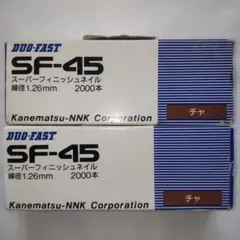 DUO-FAST
SF-45
スーパーフィニッシュネイル
線径1.26mm 2000本
Kanematsu-NNK Corporation
チャ
DUO-FAST
SF-45
スーパーフィニッシュネイル
線径1.26mm 2000本
Kanematsu-NNK Corporation
チャ